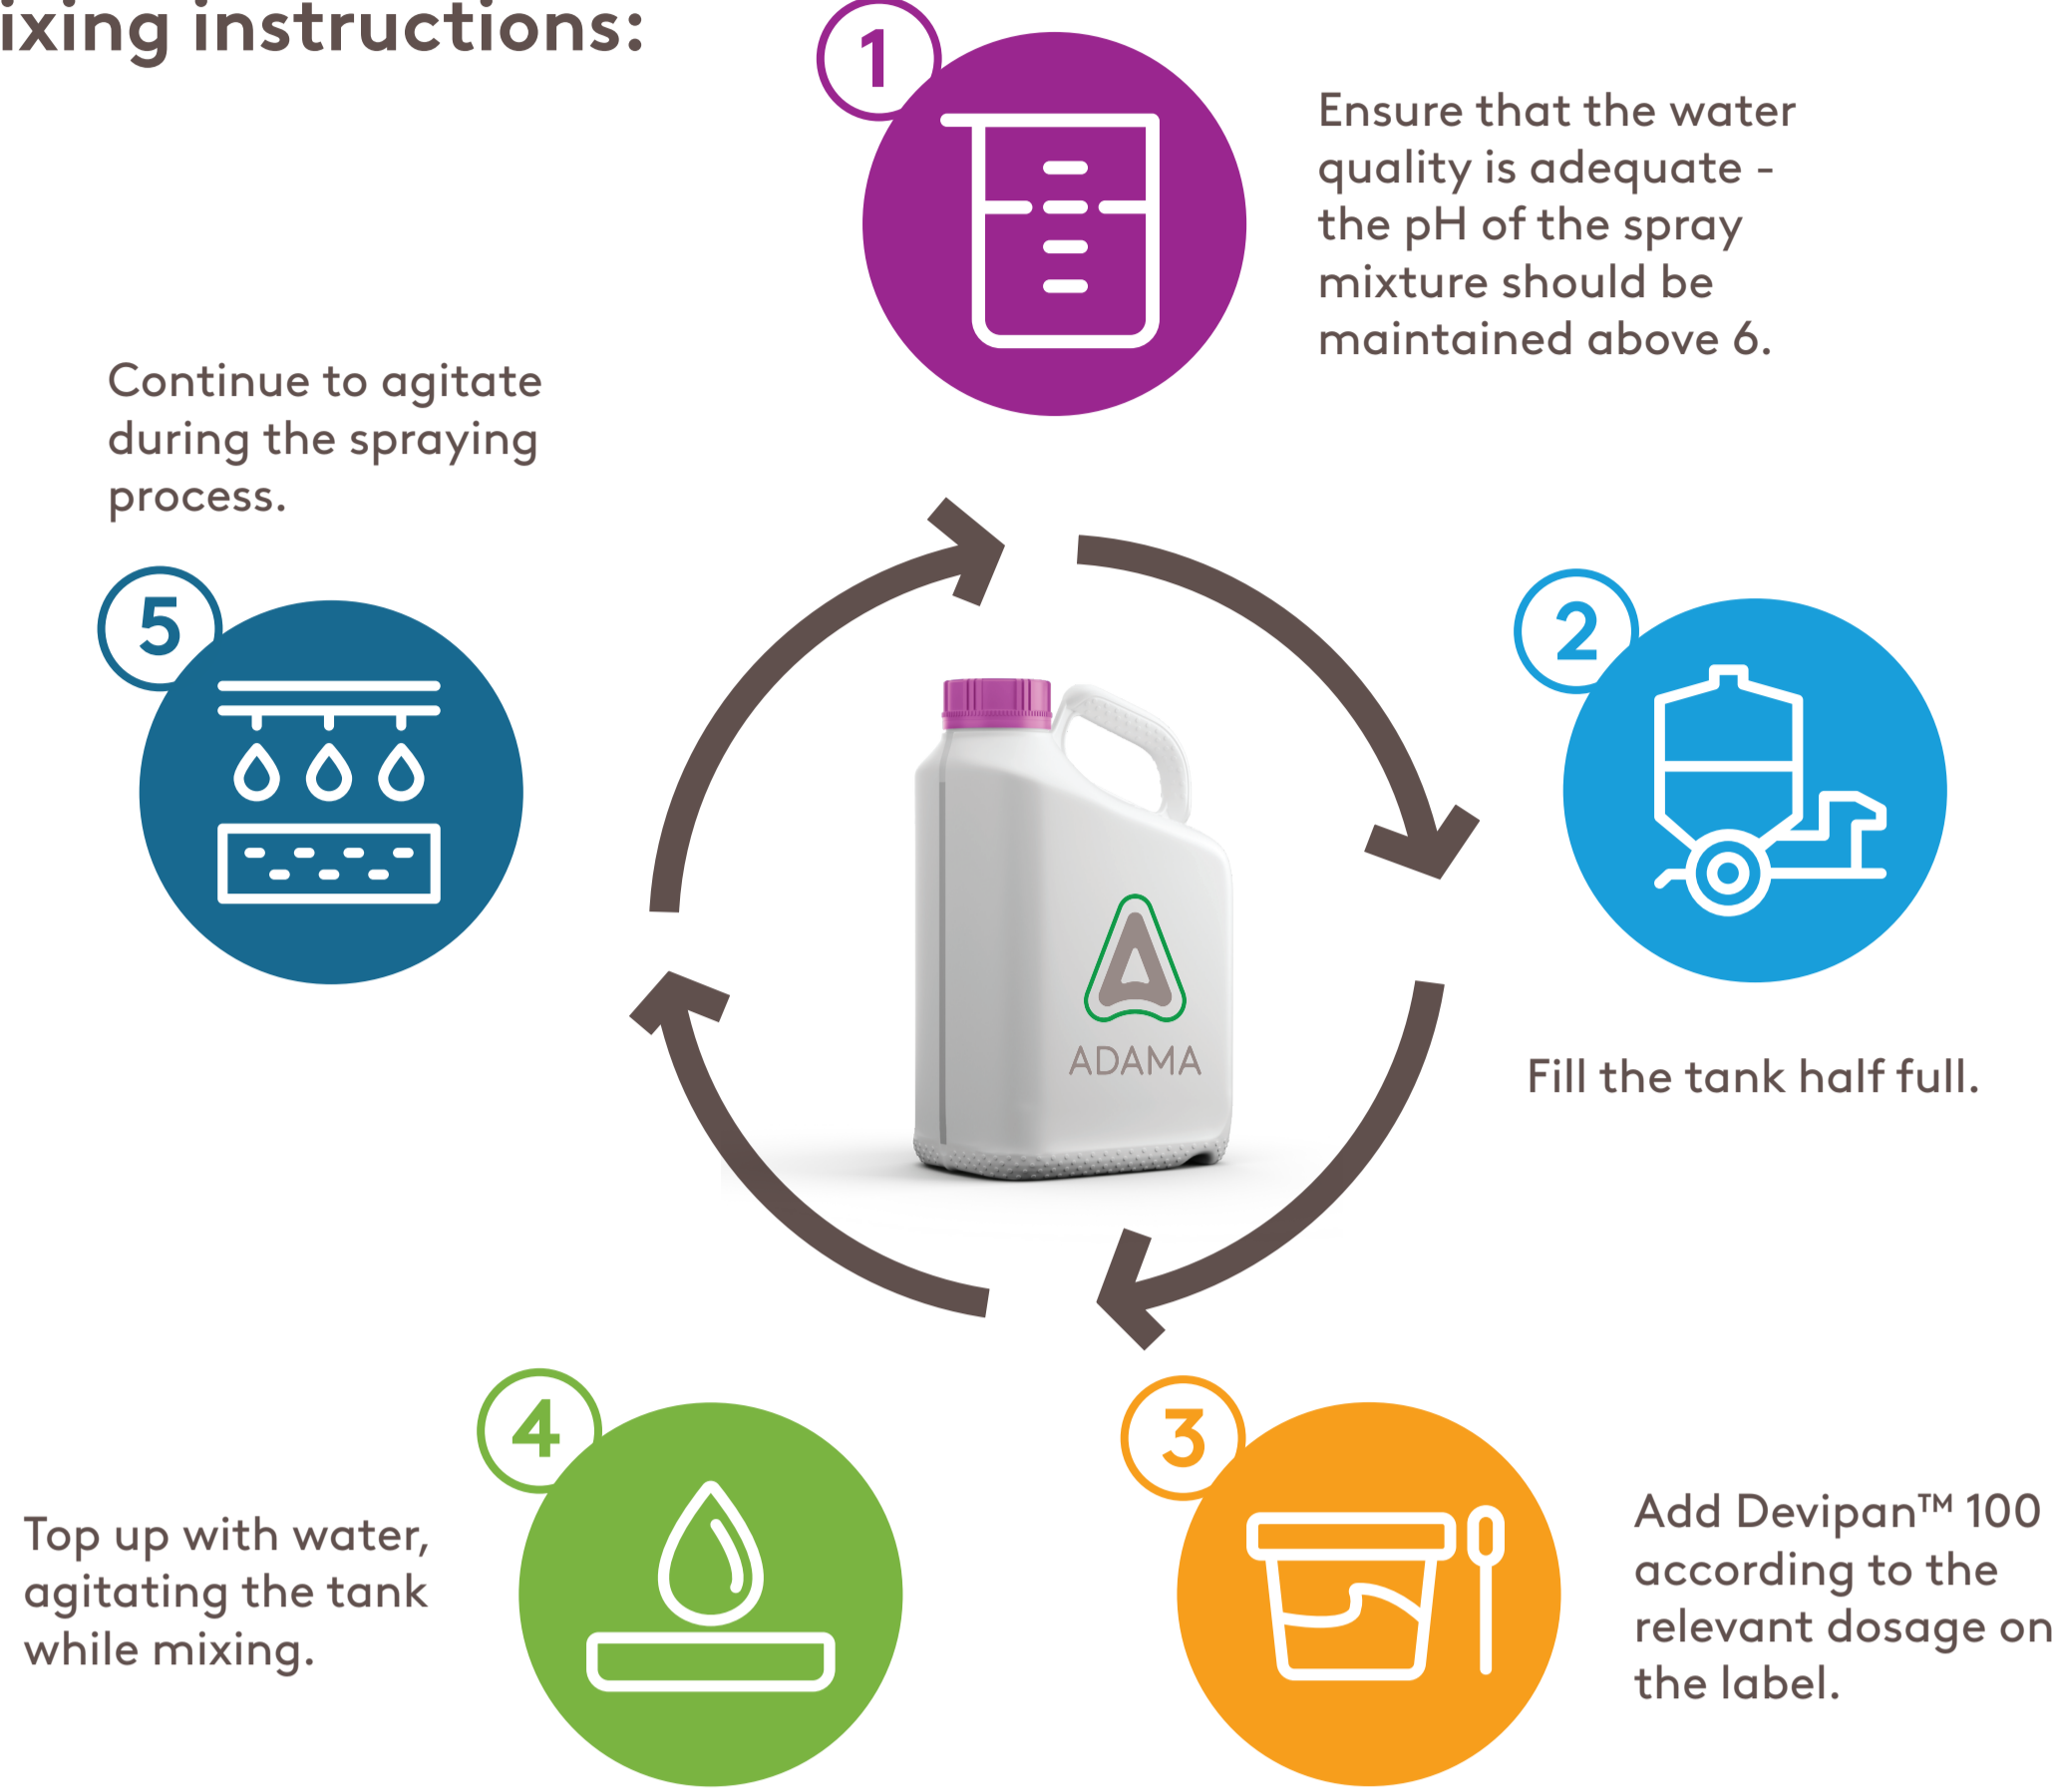 ixing instructions:
1
Ensure that the water
quality is adequate -
the pH of the spray
mixture should be
maintained above 6.
2
Fill the tank half full.
3
Add Devipan™ 100
according to the
relevant dosage on
the label.
4
Top up with water,
agitating the tank
while mixing.
5
Continue to agitate
during the spraying
process.
ADAMA